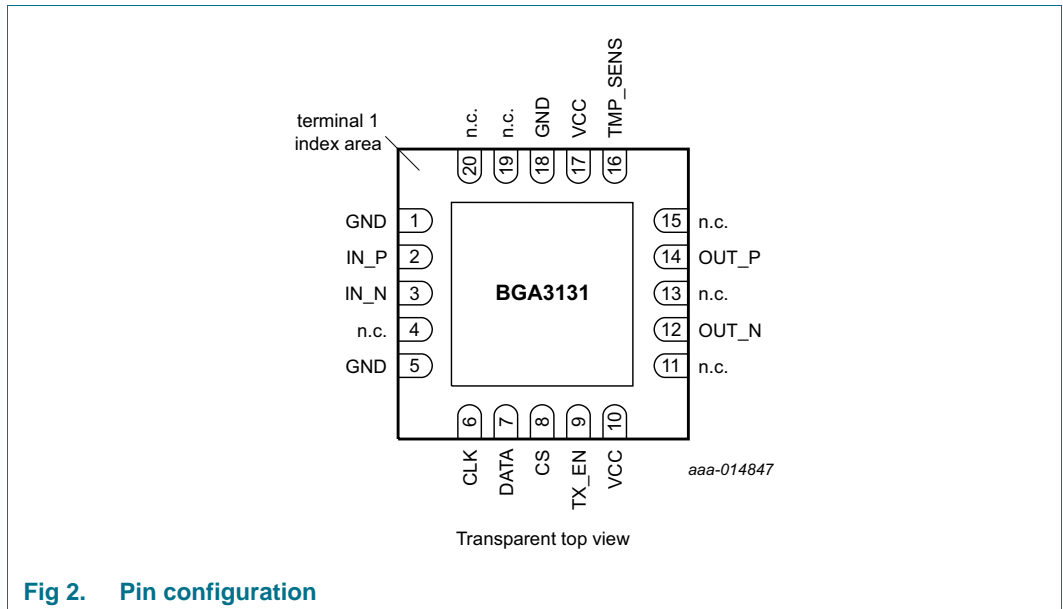 terminal 1
index area
n.c.
n.c.
GND
VCC
TMP_SENS
20
19
18
17
16
GND 1
IN_P 2
IN_N 3
n.c. 4
GND 5
BGA3131
15 n.c.
14 OUT_P
13 n.c.
12 OUT_N
11 n.c.
6
7
8
9
10
CLK
DATA
CS
TX_EN
VCC
aaa-014847
Transparent top view
Fig 2. Pin configuration